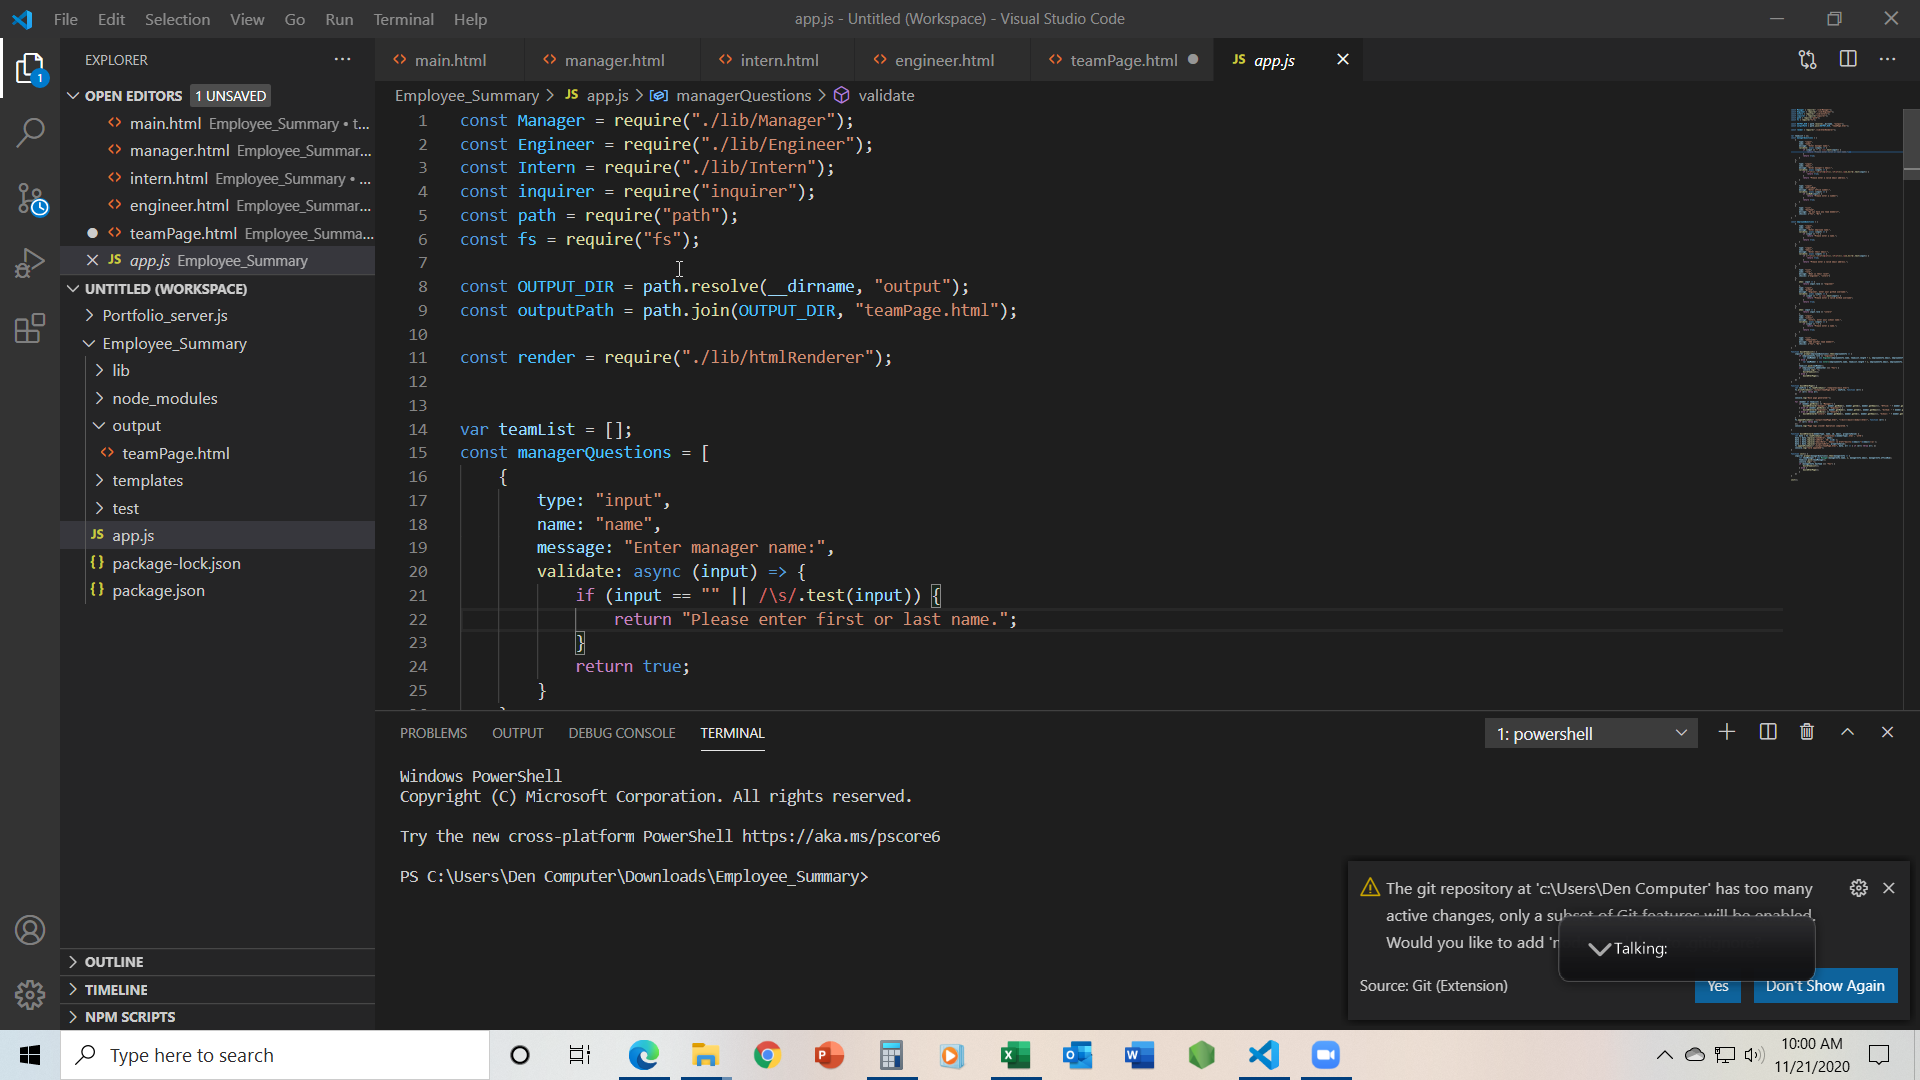 File Edit Selection View Go Run Terminal Help
app.js - Untitled (Workspace) - Visual Studio Code
EXPLORER
OPEN EDITORS 1 UNSAVED
main.html Employee_Summary • t...
manager.html Employee_Summar...
intern.html Employee_Summary • ...
engineer.html Employee_Summar...
teamPage.html Employee_Summa...
JS app.js Employee_Summary
UNTITLED (WORKSPACE)
Portfolio_server.js
Employee_Summary
lib
node_modules
output
teamPage.html
templates
test
JS app.js
{} package-lock.json
{} package.json
OUTLINE
TIMELINE
NPM SCRIPTS
1
main.html manager.html intern.html engineer.html teamPage.html JS app.js
Employee_Summary > JS app.js > managerQuestions > validate
1 const Manager = require("./lib/Manager");
2 const Engineer = require("./lib/Engineer");
3 const Intern = require("./lib/Intern");
4 const inquirer = require("inquirer");
5 const path = require("path");
6 const fs = require("fs");
7
8 const OUTPUT_DIR = path.resolve(__dirname, "output");
9 const outputPath = path.join(OUTPUT_DIR, "teamPage.html");
10
11 const render = require("./lib/htmlRenderer");
12
13
14 var teamList = [];
15 const managerQuestions = [
16 {
17 type: "input",
18 name: "name",
19 message: "Enter manager name:",
20 validate: async (input) => {
21 if (input == "" || /\s/.test(input)) {
22 return "Please enter first or last name.";
23 }
24 return true;
25 }
PROBLEMS OUTPUT DEBUG CONSOLE TERMINAL
1: powershell
Windows PowerShell
Copyright (C) Microsoft Corporation. All rights reserved.
Try the new cross-platform PowerShell https://aka.ms/pscore6
PS C:\Users\Den Computer\Downloads\Employee_Summary>
The git repository at 'c:\Users\Den Computer' has too many
active changes, only a subset of Git features will be enabled.
Would you like to add 'n
Talking:
Source: Git (Extension)
Yes
Don't Show Again
Type here to search
10:00 AM
11/21/2020